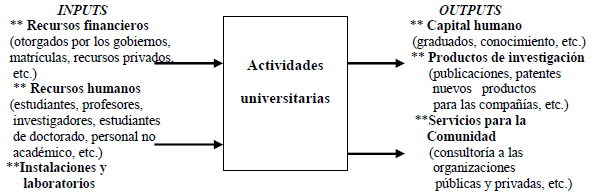 INPUTS
** Recursos financieros
(otorgados por los gobiernos,
matrículas, recursos privados,
etc.)
** Recursos humanos
(estudiantes, profesores,
investigadores, estudiantes
de doctorado, personal no
académico, etc.)
**Instalaciones y
laboratorios
Actividades
universitarias
OUTPUTS
** Capital humano
(graduados, conocimiento, etc.)
** Productos de investigación
(publicaciones, patentes
nuevos productos
para las compañías, etc.)
**Servicios para la
Comunidad
(consultoría a las
organizaciones
públicas y privadas, etc.)